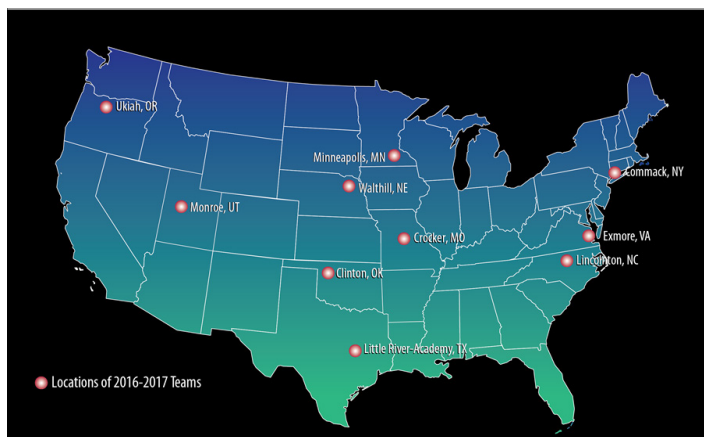 Ukiah, OR
Minneapolis, MN
Commack, NY
Walthill, NE
Monroe, UT
Crocker, MO
Exmore, VA
Lincolnton, NC
Clinton, OK
Little River-Academy, TX
Locations of 2016-2017 Teams